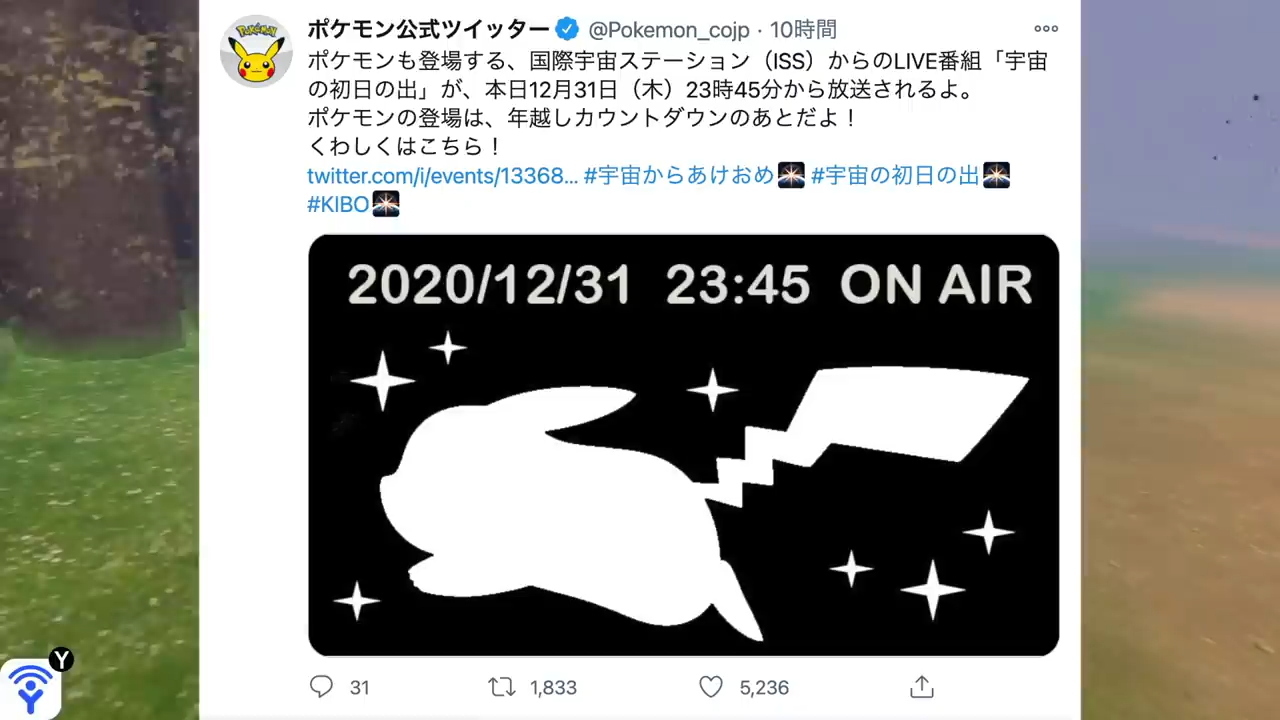 ポケモン公式ツイッター @Pokemon_cojp · 10時間
ポケモンも登場する、国際宇宙ステーション（ISS）からのLIVE番組「宇宙
の初日の出」が、本日12月31日（木）23時45分から放送されるよ。
ポケモンの登場は、年越しカウントダウンのあとだよ！
くわしくはこちら！
twitter.com/i/events/13368... #宇宙からあけおめ #宇宙の初日の出
#KIBO
2020/12/31 23:45 ON AIR
31 1,833 5,236
Y